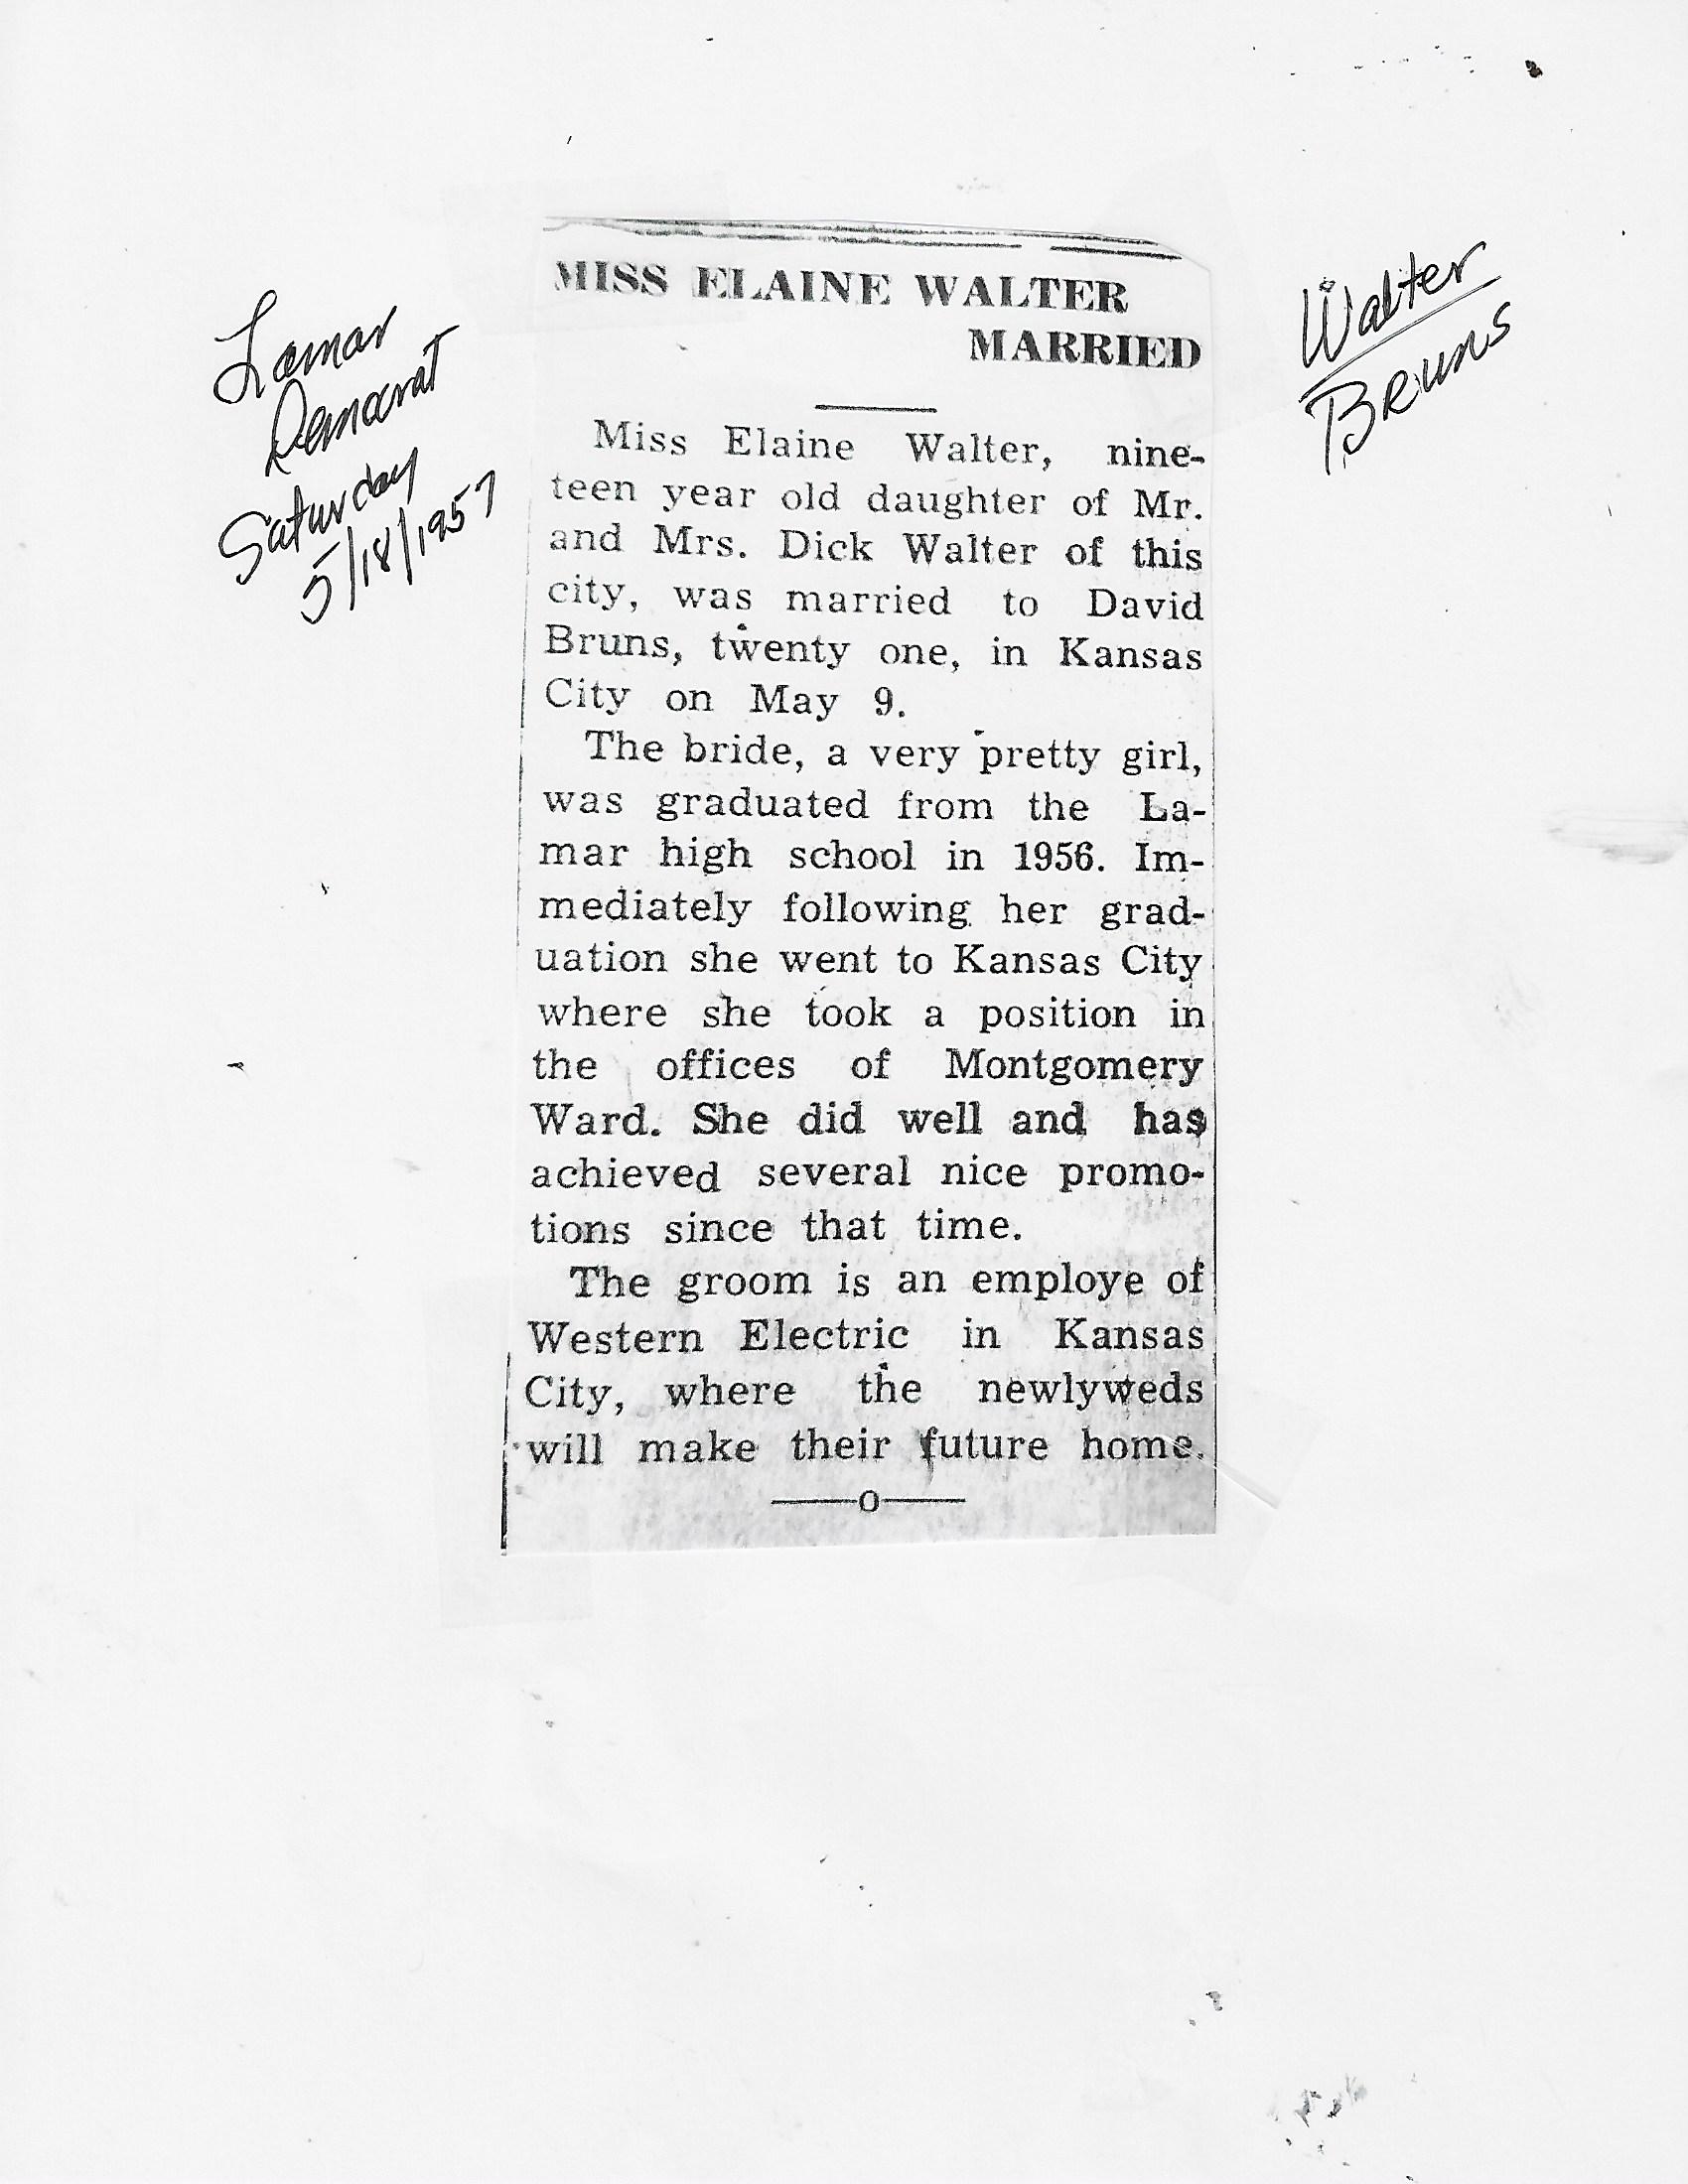 Lamar
Democrat
Saturday
5/18/1957
Walter
Bruns
MISS ELAINE WALTER
MARRIED
Miss Elaine Walter, nine-
teen year old daughter of Mr.
and Mrs. Dick Walter of this
city, was married to David
Bruns, twenty one, in Kansas
City on May 9.
The bride, a very pretty girl,
was graduated from the La-
mar high school in 1956. Im-
mediately following her grad-
uation she went to Kansas City
where she took a position in
the offices of Montgomery
Ward. She did well and has
achieved several nice promo-
tions since that time.
The groom is an employe of
Western Electric in Kansas
City, where the newlyweds
will make their future home.
——o——